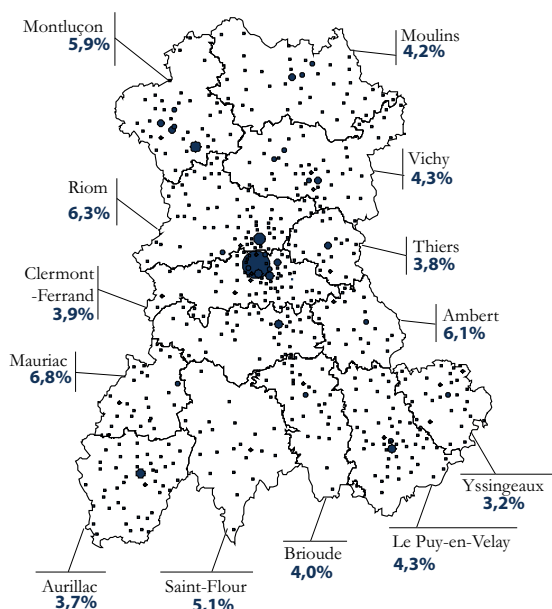 Montluçon
5,9%
Moulins
4,2%
Vichy
4,3%
Riom
6,3%
Thiers
3,8%
Clermont
-Ferrand
3,9%
Ambert
6,1%
Mauriac
6,8%
Yssingeaux
3,2%
Le Puy-en-Velay
4,3%
Brioude
4,0%
Aurillac
3,7%
Saint-Flour
5,1%